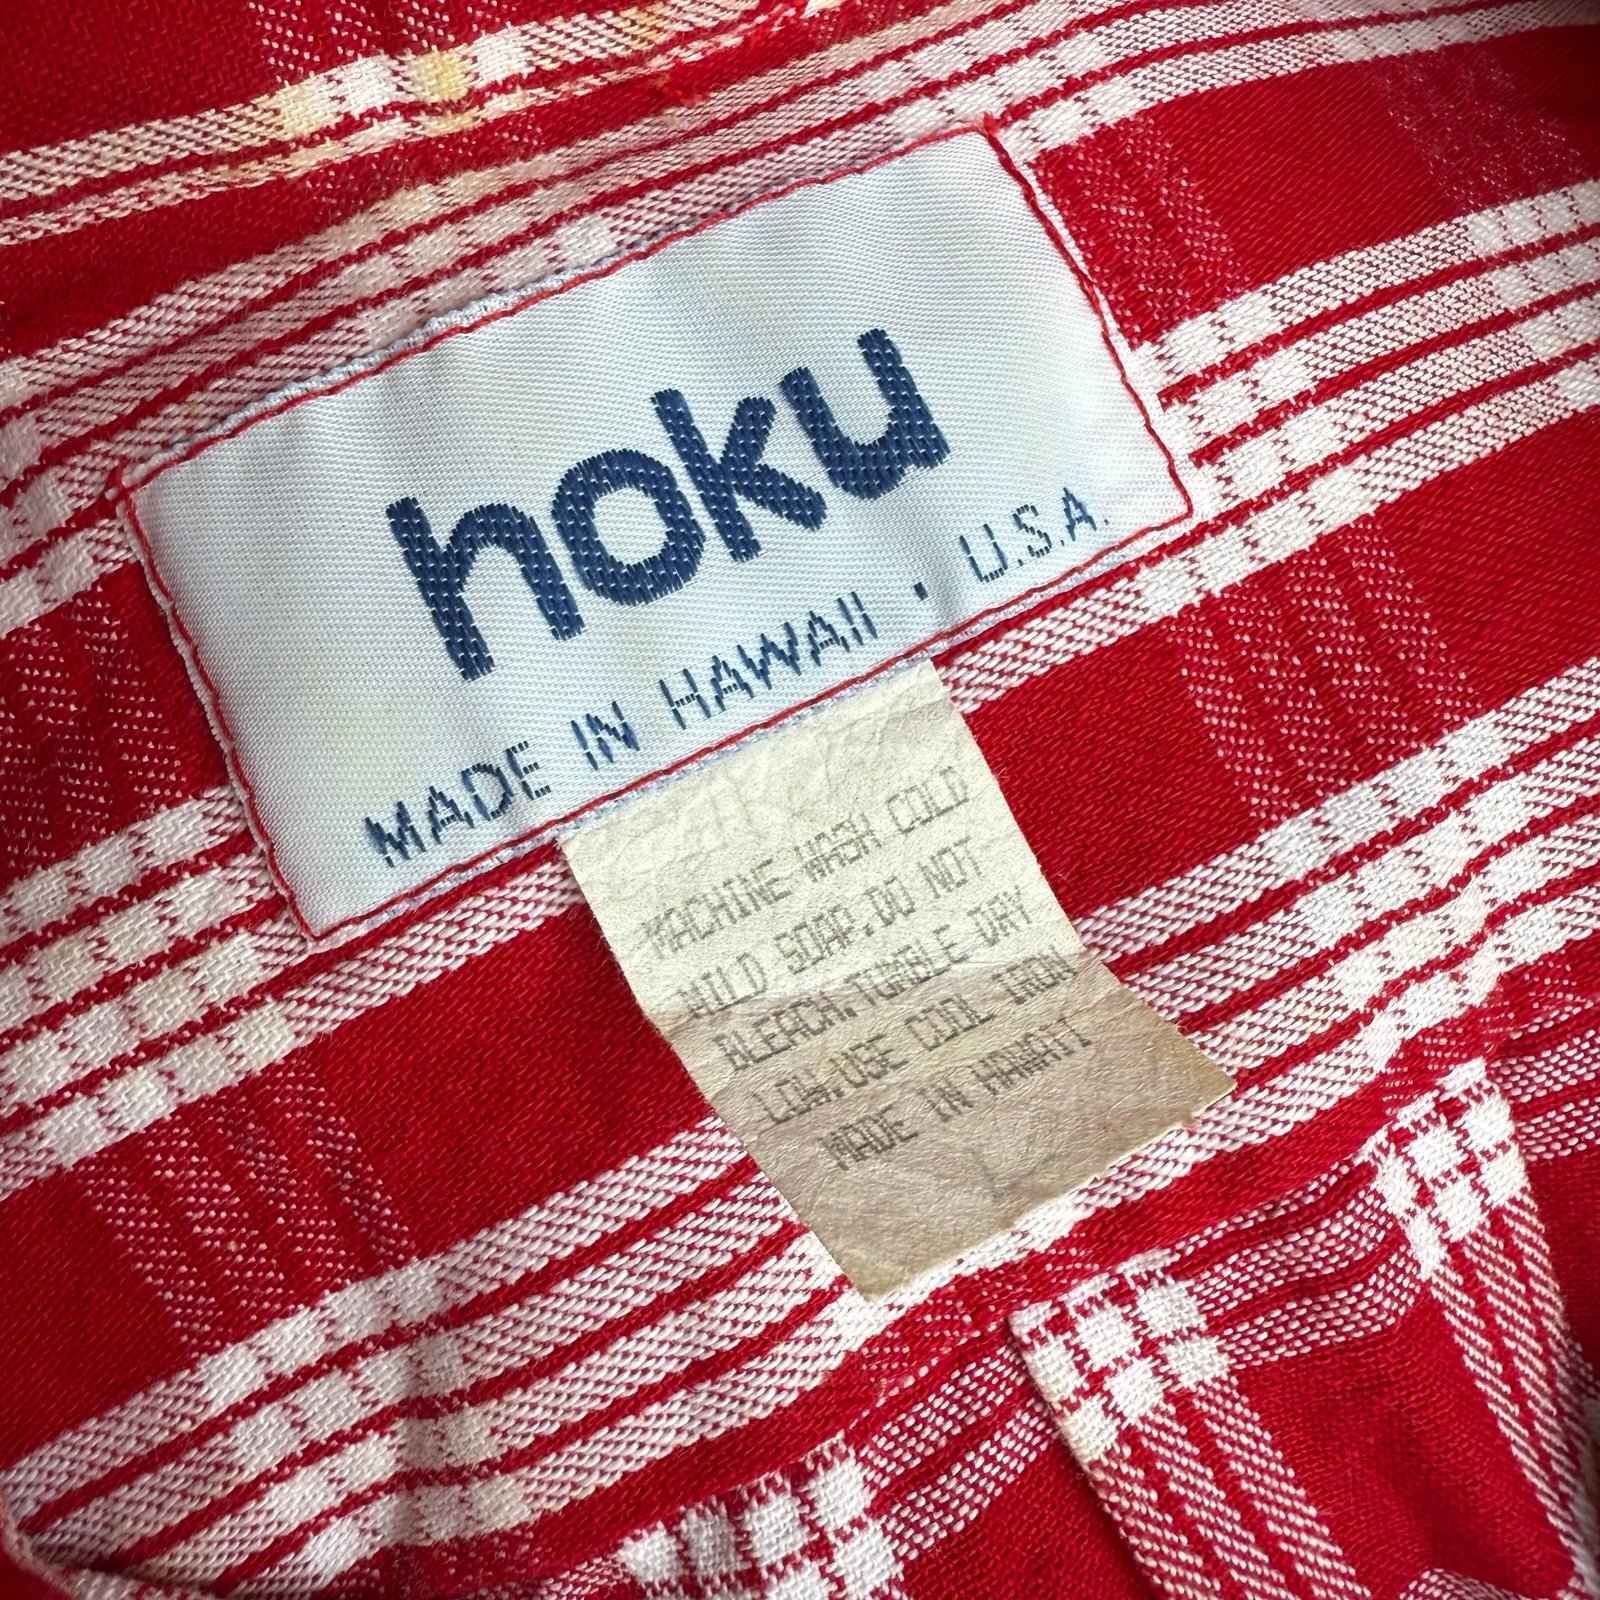 hoku
MADE IN HAWAII • U.S.A.
MACHINE WASH COLD
MILD SOAP.DO NOT
BLEACH.TUMBLE DRY
LOW.USE COOL IRON
MADE IN HAWAII